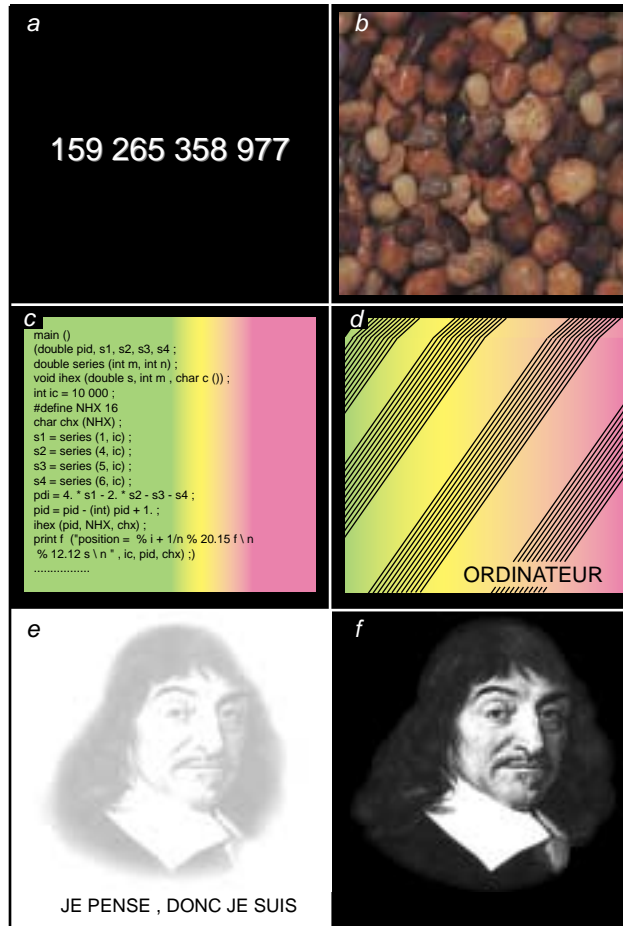 a
b
159 265 358 977
c
main ()
(double pid, s1, s2, s3, s4 ;
double series (int m, int n) ;
void ihex (double s, int m , char c ()) ;
int ic = 10 000 ;
#define NHX 16
char chx (NHX) ;
s1 = series (1, ic) ;
s2 = series (4, ic) ;
s3 = series (5, ic) ;
s4 = series (6, ic) ;
pdi = 4. * s1 - 2. * s2 - s3 - s4 ;
pid = pid - (int) pid + 1. ;
ihex (pid, NHX, chx) ;
print f ("position = % i + 1/n % 20.15 f \ n
% 12.12 s \ n " , ic, pid, chx) ;)
.................
d
ORDINATEUR
e
JE PENSE , DONC JE SUIS
f